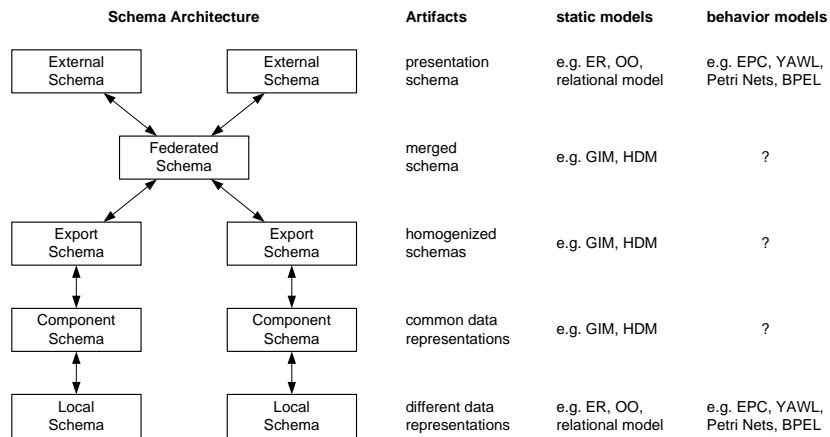 Schema Architecture Artifacts static models behavior models
External External presentation e.g. ER, OO, e.g. EPC, YAWL,
Schema Schema schema relational model Petri Nets, BPEL
Federated merged e.g. GIM, HDM ?
Schema schema
Export Export homogenized e.g. GIM, HDM ?
Schema Schema schemas
Component Component common data e.g. GIM, HDM ?
Schema Schema representations
Local Local different data e.g. ER, OO, e.g. EPC, YAWL,
Schema Schema representations relational model Petri Nets, BPEL